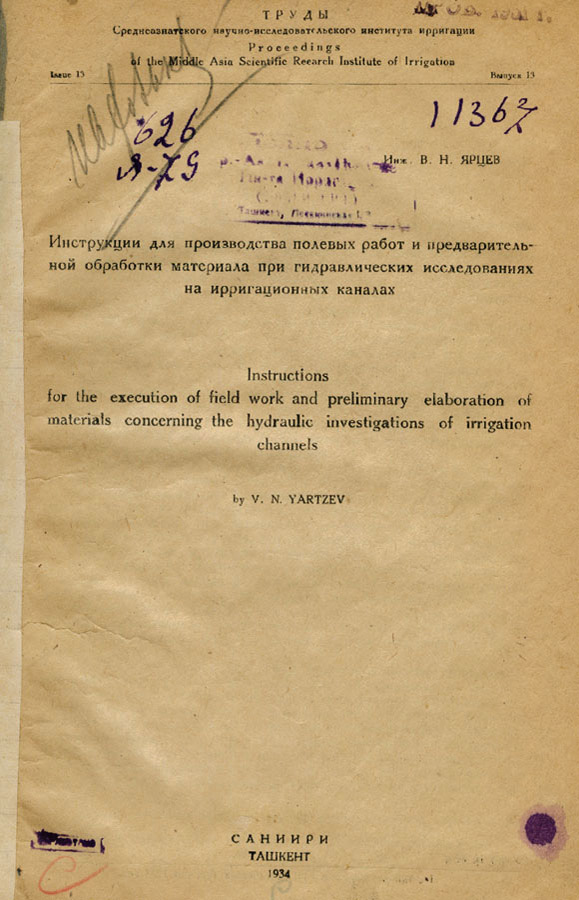 ТРУДЫ
Среднеазиатского научно-исследовательского института ирригации
Proceedings
of the Middle Asia Scientific Reearch Institute of Irrigation
Issue 13 Выпуск 13
11367
626
Я-79
Инж. В. Н. ЯРЦЕВ
Ташкент,
Инструкции для производства полевых работ и предваритель-
ной обработки материала при гидравлических исследованиях
на ирригационных каналах
Instructions
for the execution of field work and preliminary elaboration of
materials concerning the hydraulic investigations of irrigation
channels
by V. N. YARTZEV
САНИИРИ
ТАШКЕНТ
1934